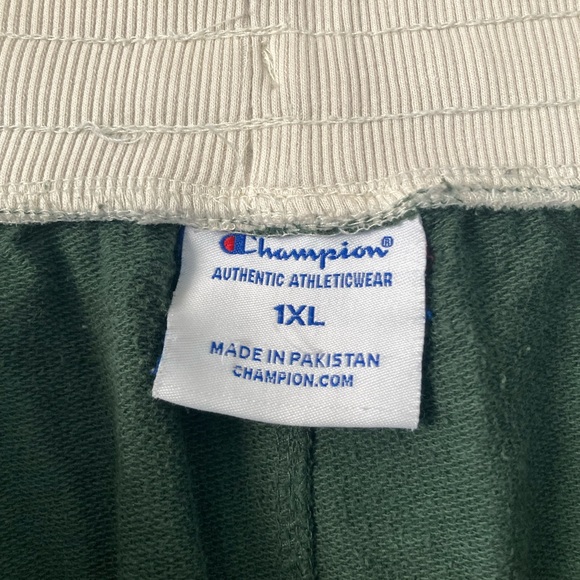 Champion®
AUTHENTIC ATHLETICWEAR
1XL
MADE IN PAKISTAN
CHAMPION.COM